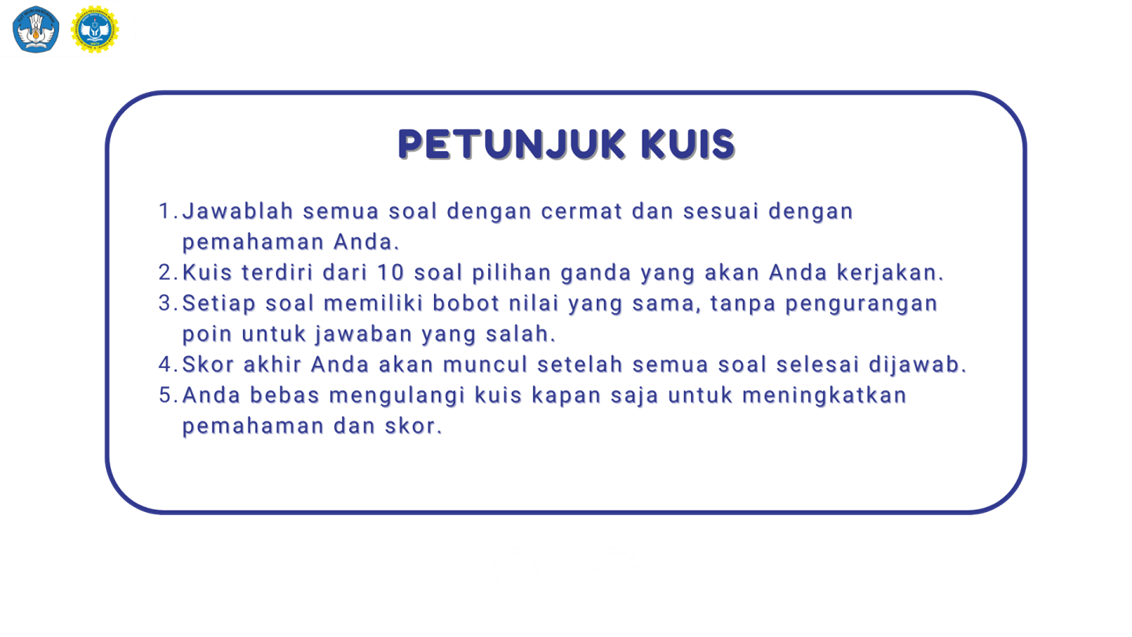 PETUNJUK KUIS
1. Jawablah semua soal dengan cermat dan sesuai dengan
pemahaman Anda.
2. Kuis terdiri dari 10 soal pilihan ganda yang akan Anda kerjakan.
3. Setiap soal memiliki bobot nilai yang sama, tanpa pengurangan
poin untuk jawaban yang salah.
4. Skor akhir Anda akan muncul setelah semua soal selesai dijawab.
5. Anda bebas mengulangi kuis kapan saja untuk meningkatkan
pemahaman dan skor.